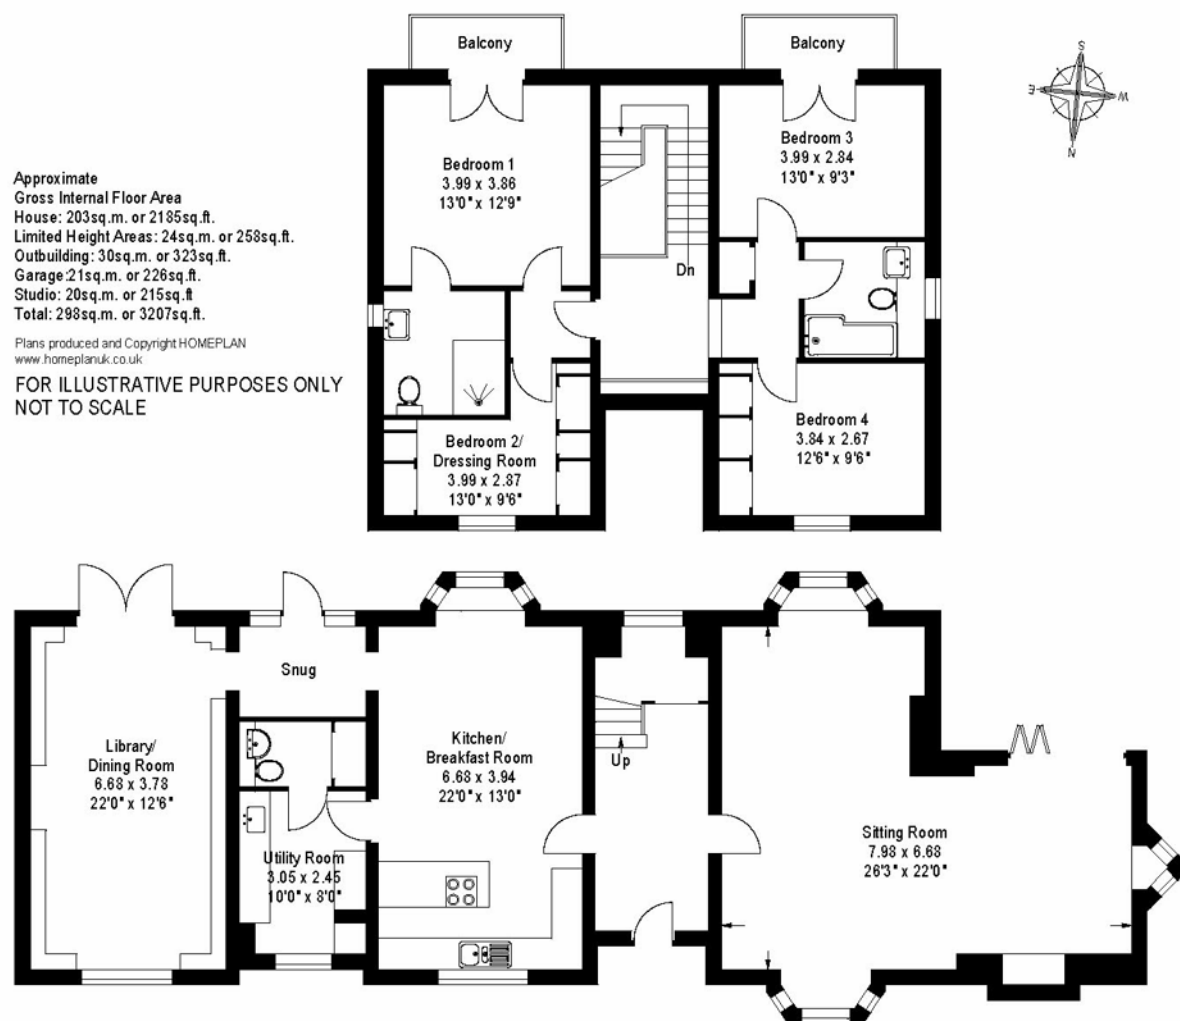 Balcony
Balcony
S
E
W
N
Approximate
Gross Internal Floor Area
House: 203sq.m. or 2185sq.ft.
Limited Height Areas: 24sq.m. or 258sq.ft.
Outbuilding: 30sq.m. or 323sq.ft.
Garage:21sq.m. or 226sq.ft.
Studio: 20sq.m. or 215sq.ft
Total: 298sq.m. or 3207sq.ft.
Plans produced and Copyright HOMEPLAN
www.homeplanuk.co.uk
FOR ILLUSTRATIVE PURPOSES ONLY
NOT TO SCALE
Bedroom 1
3.99 x 3.86
13'0" x 12'9"
Bedroom 3
3.99 x 2.84
13'0" x 9'3"
Dn
Bedroom 2/
Dressing Room
3.99 x 2.87
13'0" x 9'6"
Bedroom 4
3.84 x 2.67
12'6" x 9'6"
Snug
Library/
Dining Room
6.68 x 3.78
22'0" x 12'6"
Kitchen/
Breakfast Room
6.68 x 3.94
22'0" x 13'0"
Up
Utility Room
3.05 x 2.45
10'0" x 8'0"
Sitting Room
7.98 x 6.68
26'3" x 22'0"